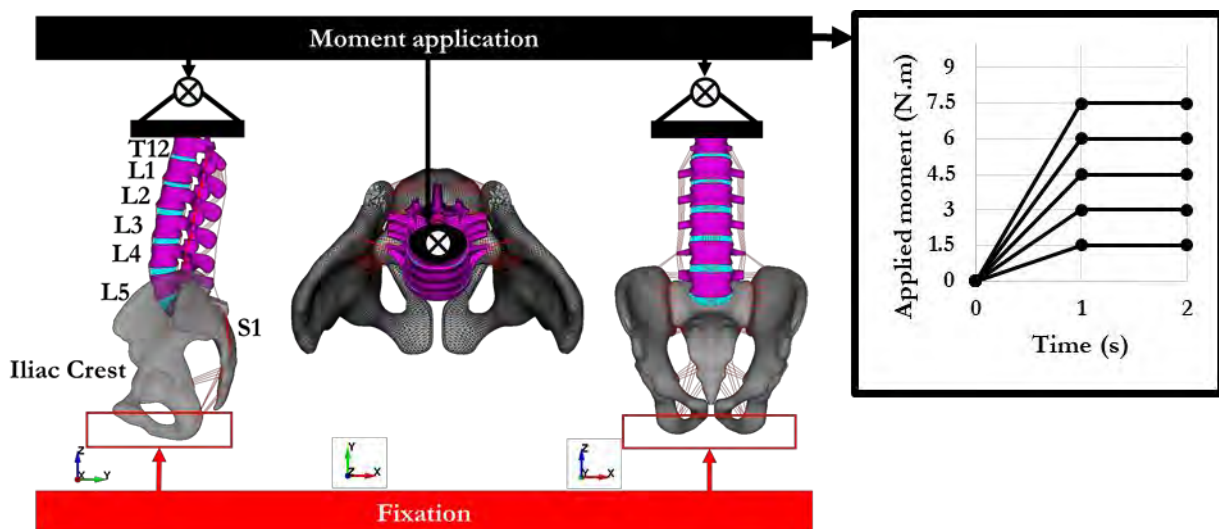 Moment application
T12
L1
L2
L3
L4
L5
S1
Iliac Crest
Z
X
Y
Y
Z
X
Z
Y
X
Fixation
Applied moment (N.m)
9
7.5
6
4.5
3
1.5
0
0
1
2
Time (s)